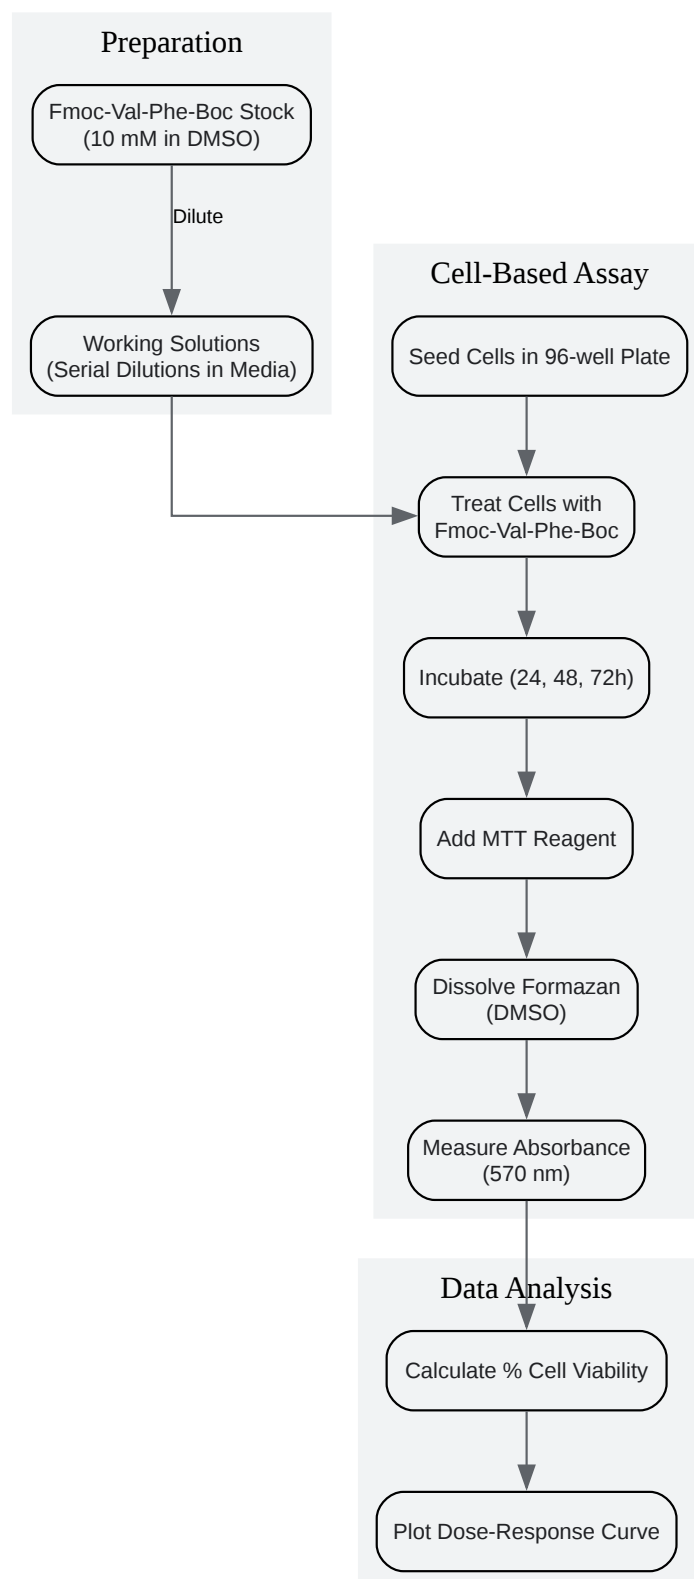 Preparation
Fmoc-Val-Phe-Boc Stock
(10 mM in DMSO)
Dilute
Working Solutions
(Serial Dilutions in Media)
Cell-Based Assay
Seed Cells in 96-well Plate
Treat Cells with
Fmoc-Val-Phe-Boc
Incubate (24, 48, 72h)
Add MTT Reagent
Dissolve Formazan
(DMSO)
Measure Absorbance
(570 nm)
Data Analysis
Calculate % Cell Viability
Plot Dose-Response Curve